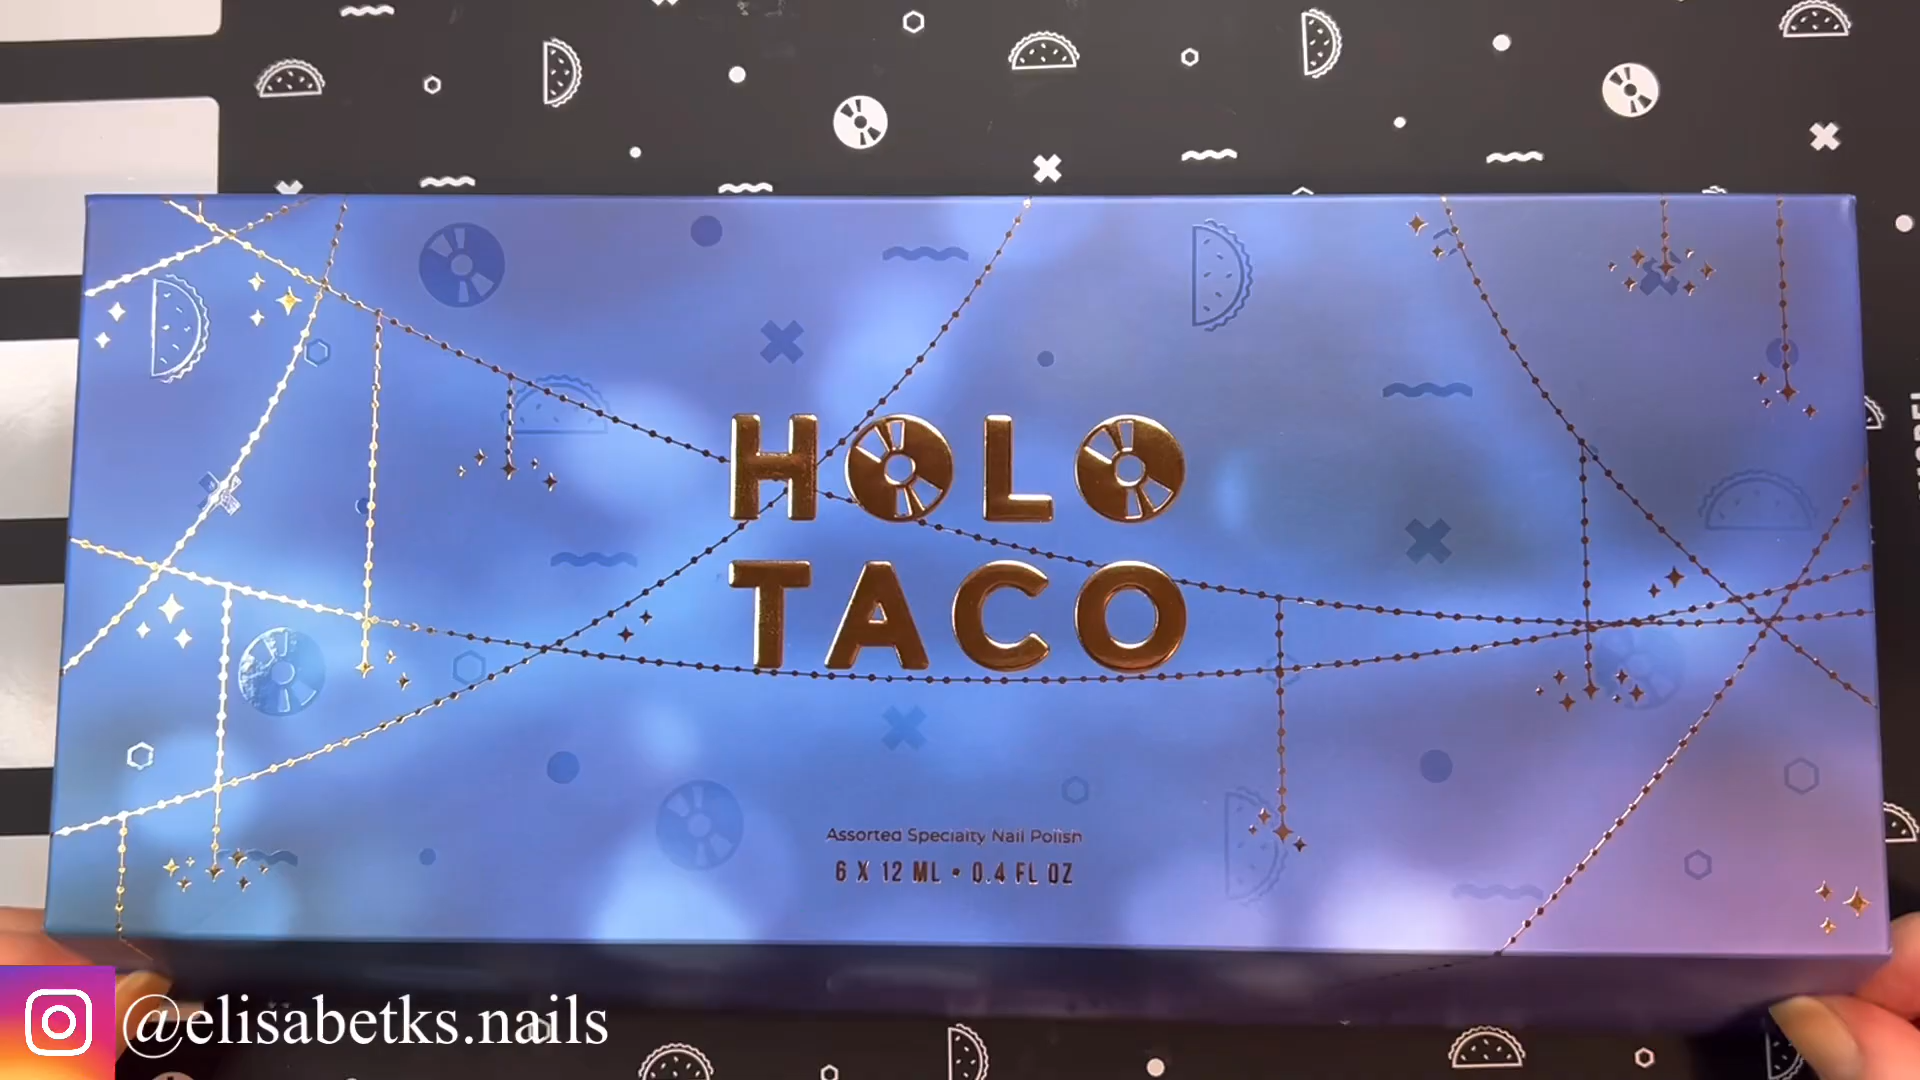 HOLO
TACO
Assorted Specialty Nail Polish
6 X 12 ML • 0.4 FL OZ
@elisabetks.nails